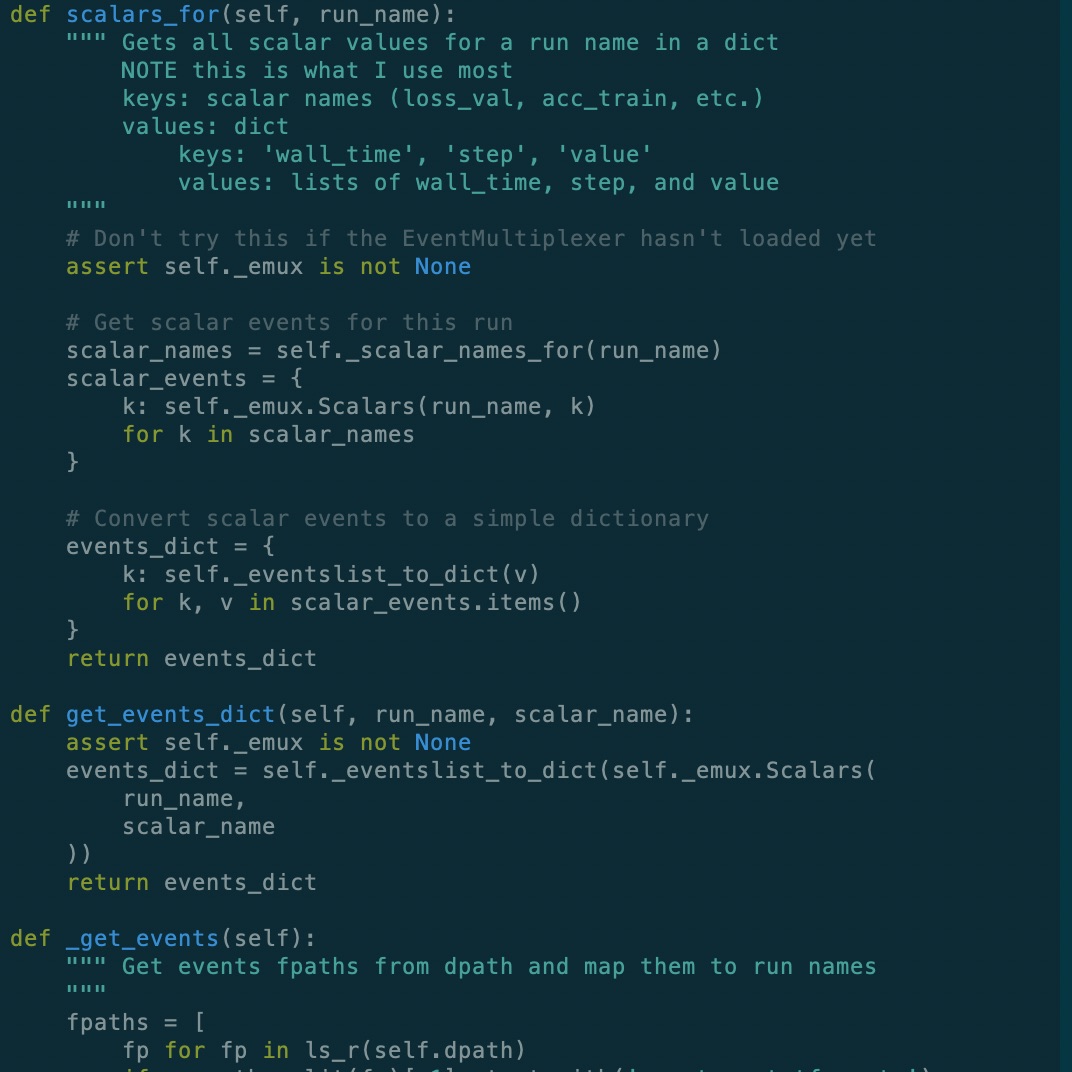 def scalars_for(self, run_name):
    """ Gets all scalar values for a run name in a dict
        NOTE this is what I use most
        keys: scalar names (loss_val, acc_train, etc.)
        values: dict
            keys: 'wall_time', 'step', 'value'
            values: lists of wall_time, step, and value
    """
    # Don't try this if the EventMultiplexer hasn't loaded yet
    assert self._emux is not None

    # Get scalar events for this run
    scalar_names = self._scalar_names_for(run_name)
    scalar_events = {
        k: self._emux.Scalars(run_name, k)
        for k in scalar_names
    }

    # Convert scalar events to a simple dictionary
    events_dict = {
        k: self._eventslist_to_dict(v)
        for k, v in scalar_events.items()
    }
    return events_dict

def get_events_dict(self, run_name, scalar_name):
    assert self._emux is not None
    events_dict = self._eventslist_to_dict(self._emux.Scalars(
        run_name,
        scalar_name
    ))
    return events_dict

def _get_events(self):
    """ Get events fpaths from dpath and map them to run names
    """
    fpaths = [
        fp for fp in ls_r(self.dpath)